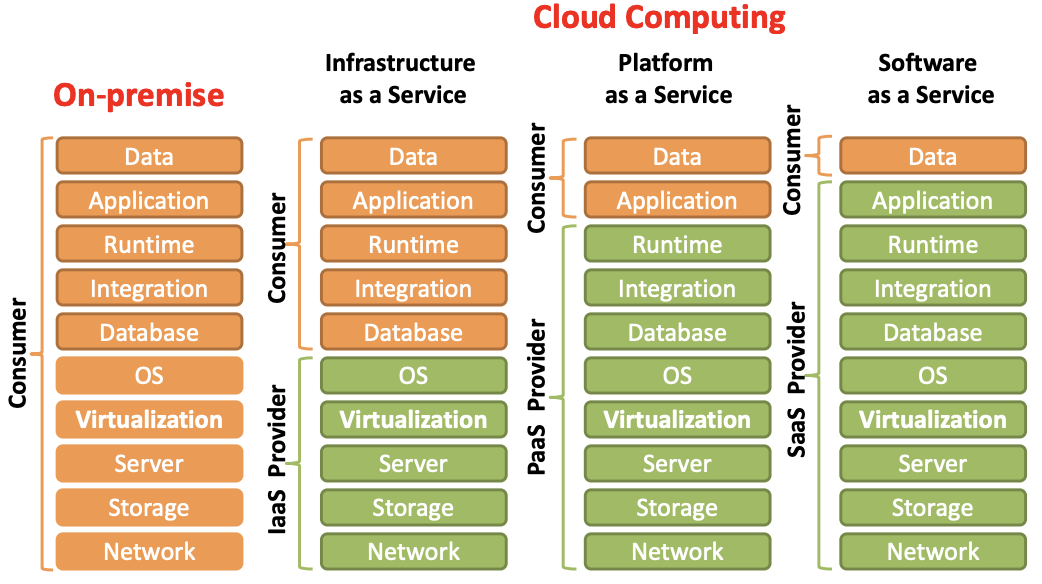 Cloud Computing
On-premise
Consumer
Data
Application
Runtime
Integration
Database
OS
Virtualization
Server
Storage
Network
Infrastructure
as a Service
Consumer
IaaS Provider
Data
Application
Runtime
Integration
Database
OS
Virtualization
Server
Storage
Network
Platform
as a Service
Consumer
PaaS Provider
Data
Application
Runtime
Integration
Database
OS
Virtualization
Server
Storage
Network
Software
as a Service
Consumer
SaaS Provider
Data
Application
Runtime
Integration
Database
OS
Virtualization
Server
Storage
Network